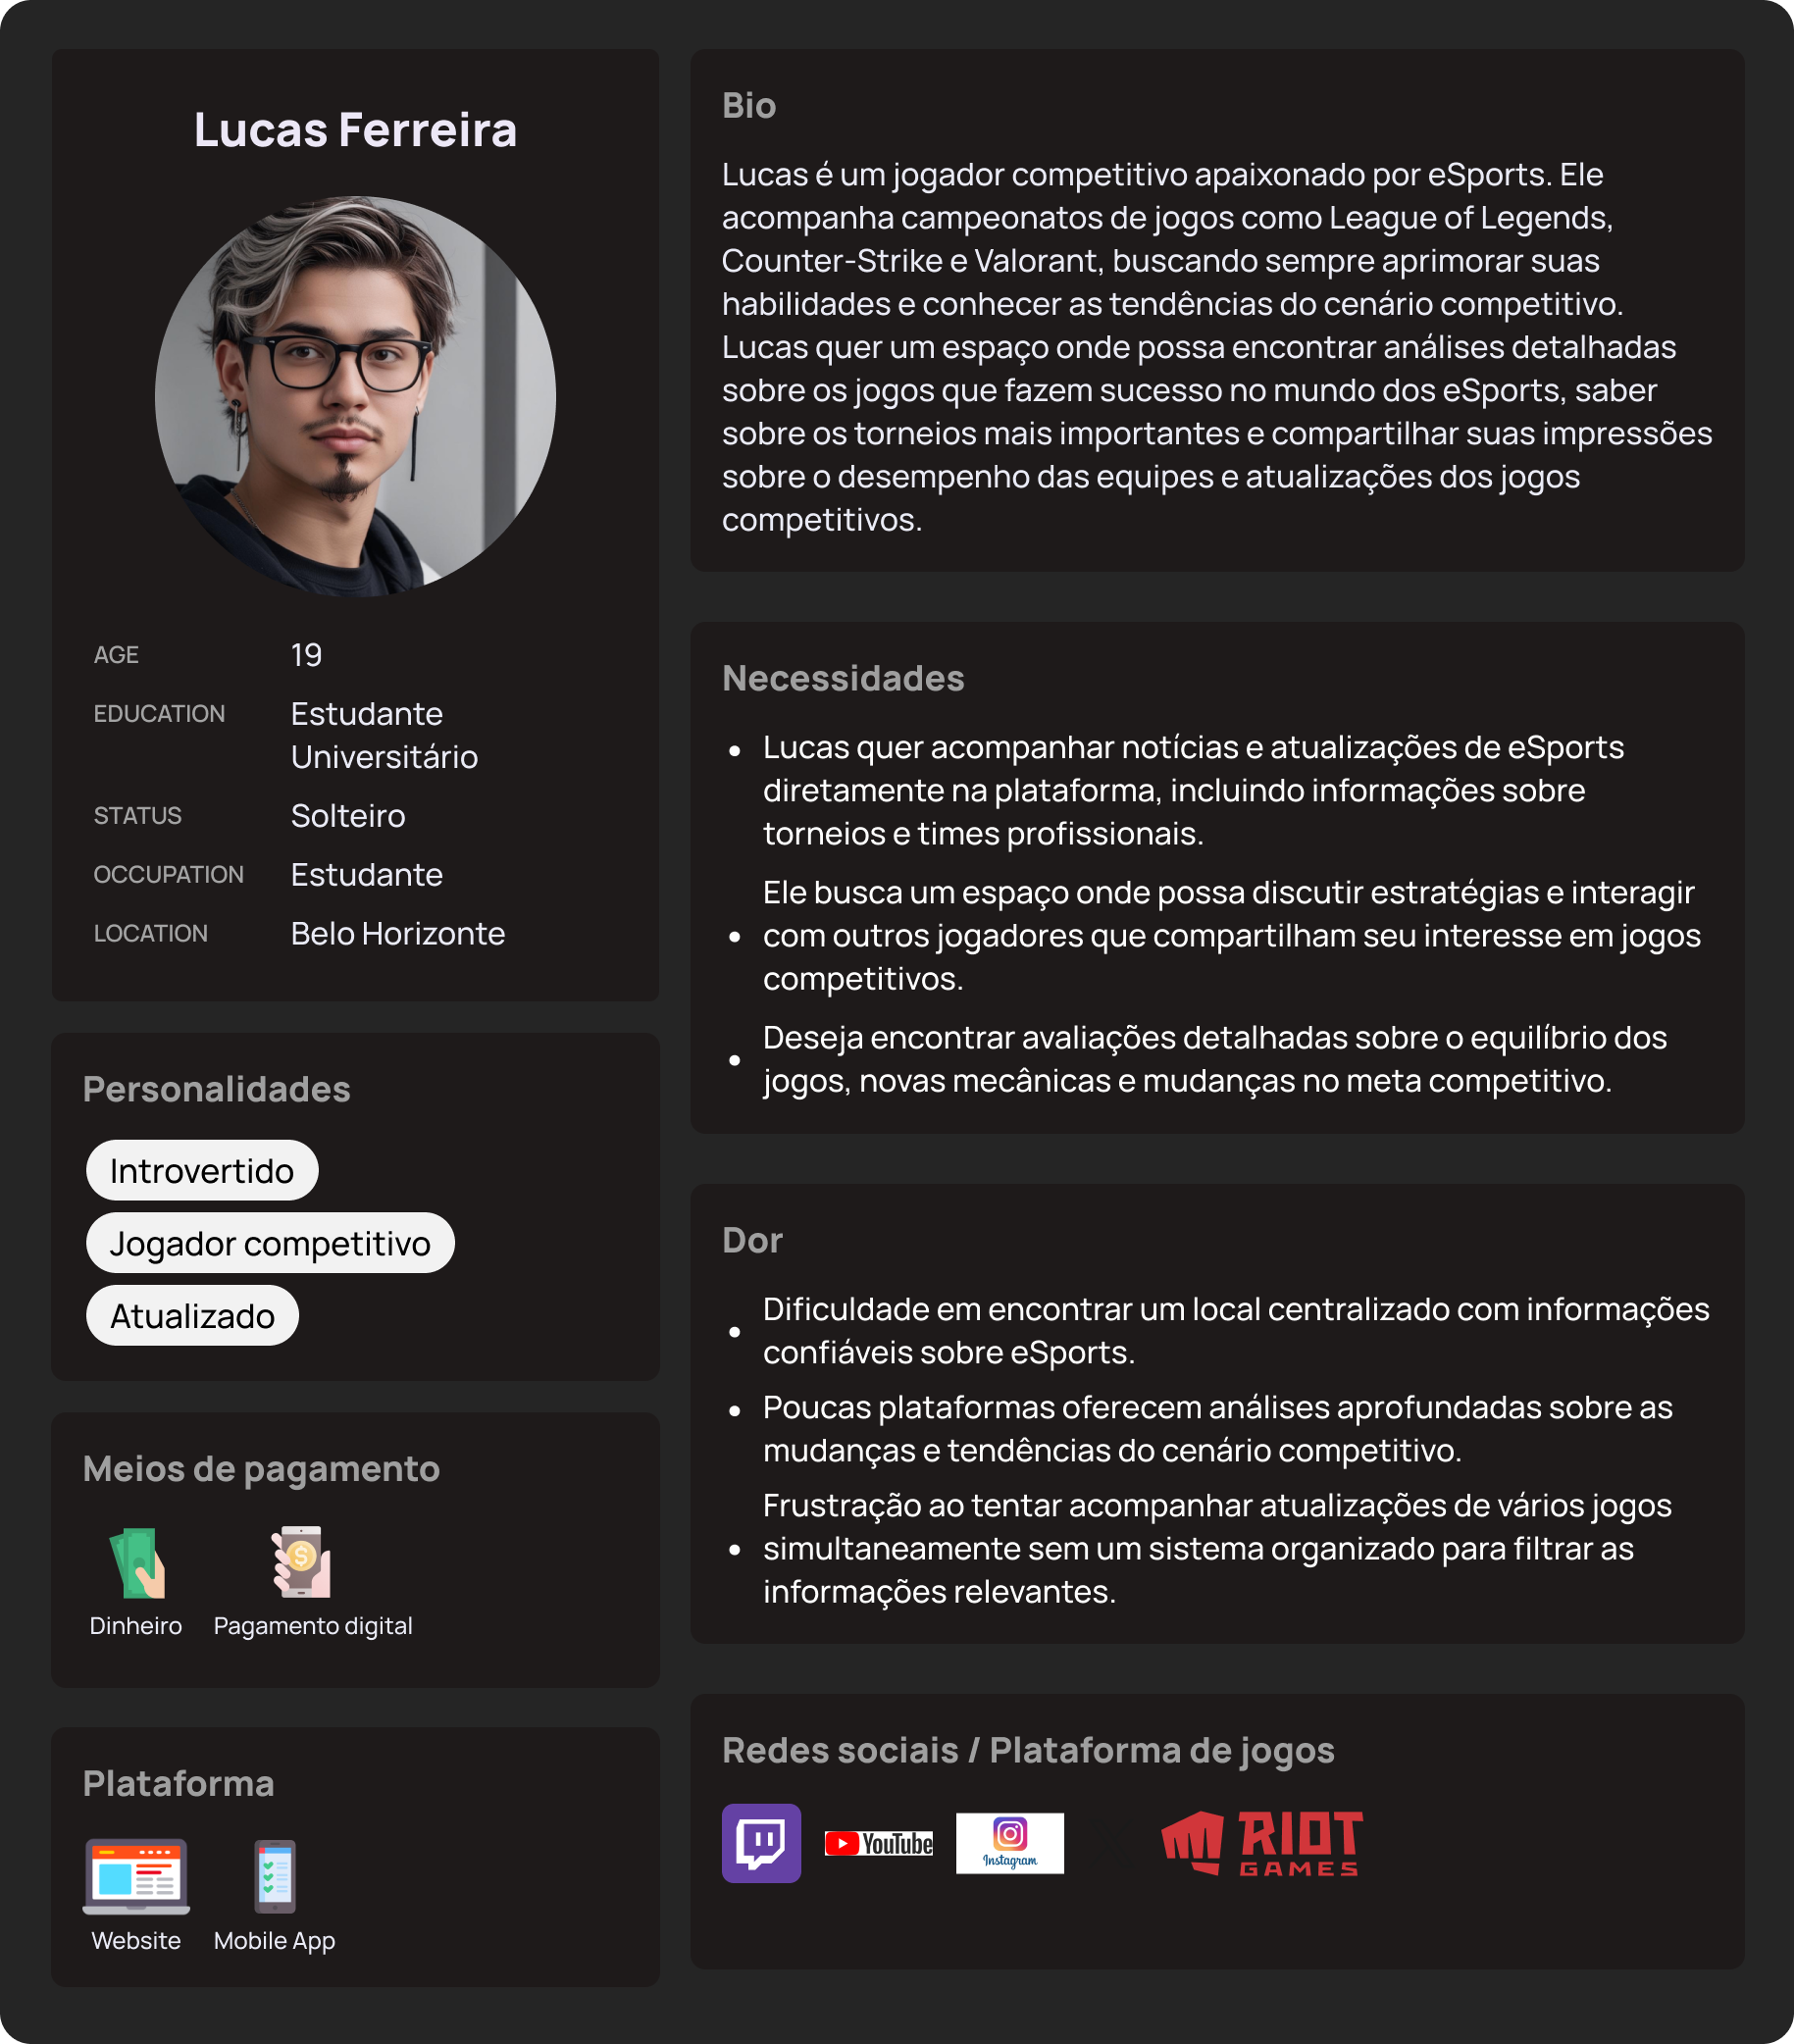 Lucas Ferreira
AGE 19
EDUCATION Estudante
Universitário
STATUS Solteiro
OCCUPATION Estudante
LOCATION Belo Horizonte
Personalidades
Introvertido
Jogador competitivo
Atualizado
Meios de pagamento
Dinheiro Pagamento digital
Plataforma
Website Mobile App
Bio
Lucas é um jogador competitivo apaixonado por eSports. Ele
acompanha campeonatos de jogos como League of Legends,
Counter-Strike e Valorant, buscando sempre aprimorar suas
habilidades e conhecer as tendências do cenário competitivo.
Lucas quer um espaço onde possa encontrar análises detalhadas
sobre os jogos que fazem sucesso no mundo dos eSports, saber
sobre os torneios mais importantes e compartilhar suas impressões
sobre o desempenho das equipes e atualizações dos jogos
competitivos.
Necessidades
• Lucas quer acompanhar notícias e atualizações de eSports
diretamente na plataforma, incluindo informações sobre
torneios e times profissionais.
Ele busca um espaço onde possa discutir estratégias e interagir
• com outros jogadores que compartilham seu interesse em jogos
competitivos.
Deseja encontrar avaliações detalhadas sobre o equilíbrio dos
• jogos, novas mecânicas e mudanças no meta competitivo.
Dor
Dificuldade em encontrar um local centralizado com informações
• confiáveis sobre eSports.
• Poucas plataformas oferecem análises aprofundadas sobre as
mudanças e tendências do cenário competitivo.
Frustração ao tentar acompanhar atualizações de vários jogos
• simultaneamente sem um sistema organizado para filtrar as
informações relevantes.
Redes sociais / Plataforma de jogos
YouTube
Instagram
RIOT
GAMES